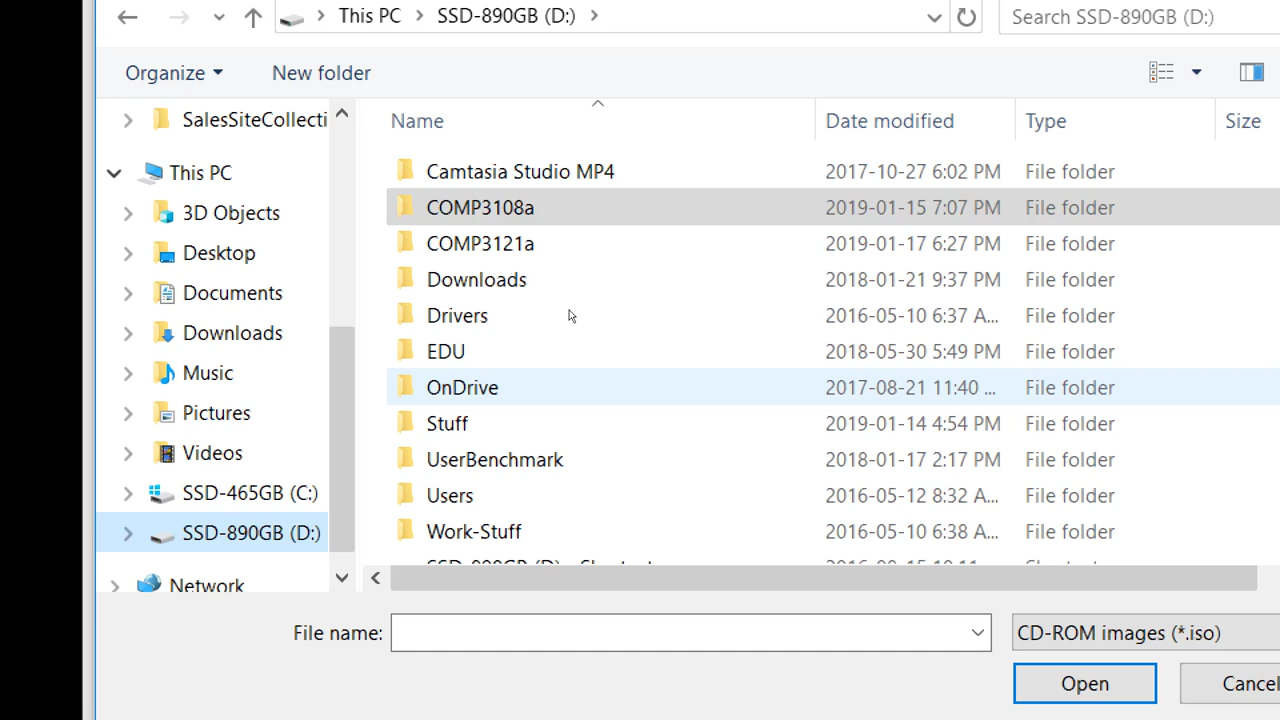 This PC > SSD-890GB (D:) >
Search SSD-890GB (D:)
Organize
New folder
Name
Date modified
Type
Size
SalesSiteCollecti
This PC
3D Objects
Desktop
Documents
Downloads
Music
Pictures
Videos
SSD-465GB (C:)
SSD-890GB (D:)
Network
Camtasia Studio MP4 2017-10-27 6:02 PM File folder
COMP3108a 2019-01-15 7:07 PM File folder
COMP3121a 2019-01-17 6:27 PM File folder
Downloads 2018-01-21 9:37 PM File folder
Drivers 2016-05-10 6:37 A... File folder
EDU 2018-05-30 5:49 PM File folder
OnDrive 2017-08-21 11:40 ... File folder
Stuff 2019-01-14 4:54 PM File folder
UserBenchmark 2018-01-17 2:17 PM File folder
Users 2016-05-12 8:32 A... File folder
Work-Stuff 2016-05-10 6:38 A... File folder
File name:
CD-ROM images (*.iso)
Open
Cancel